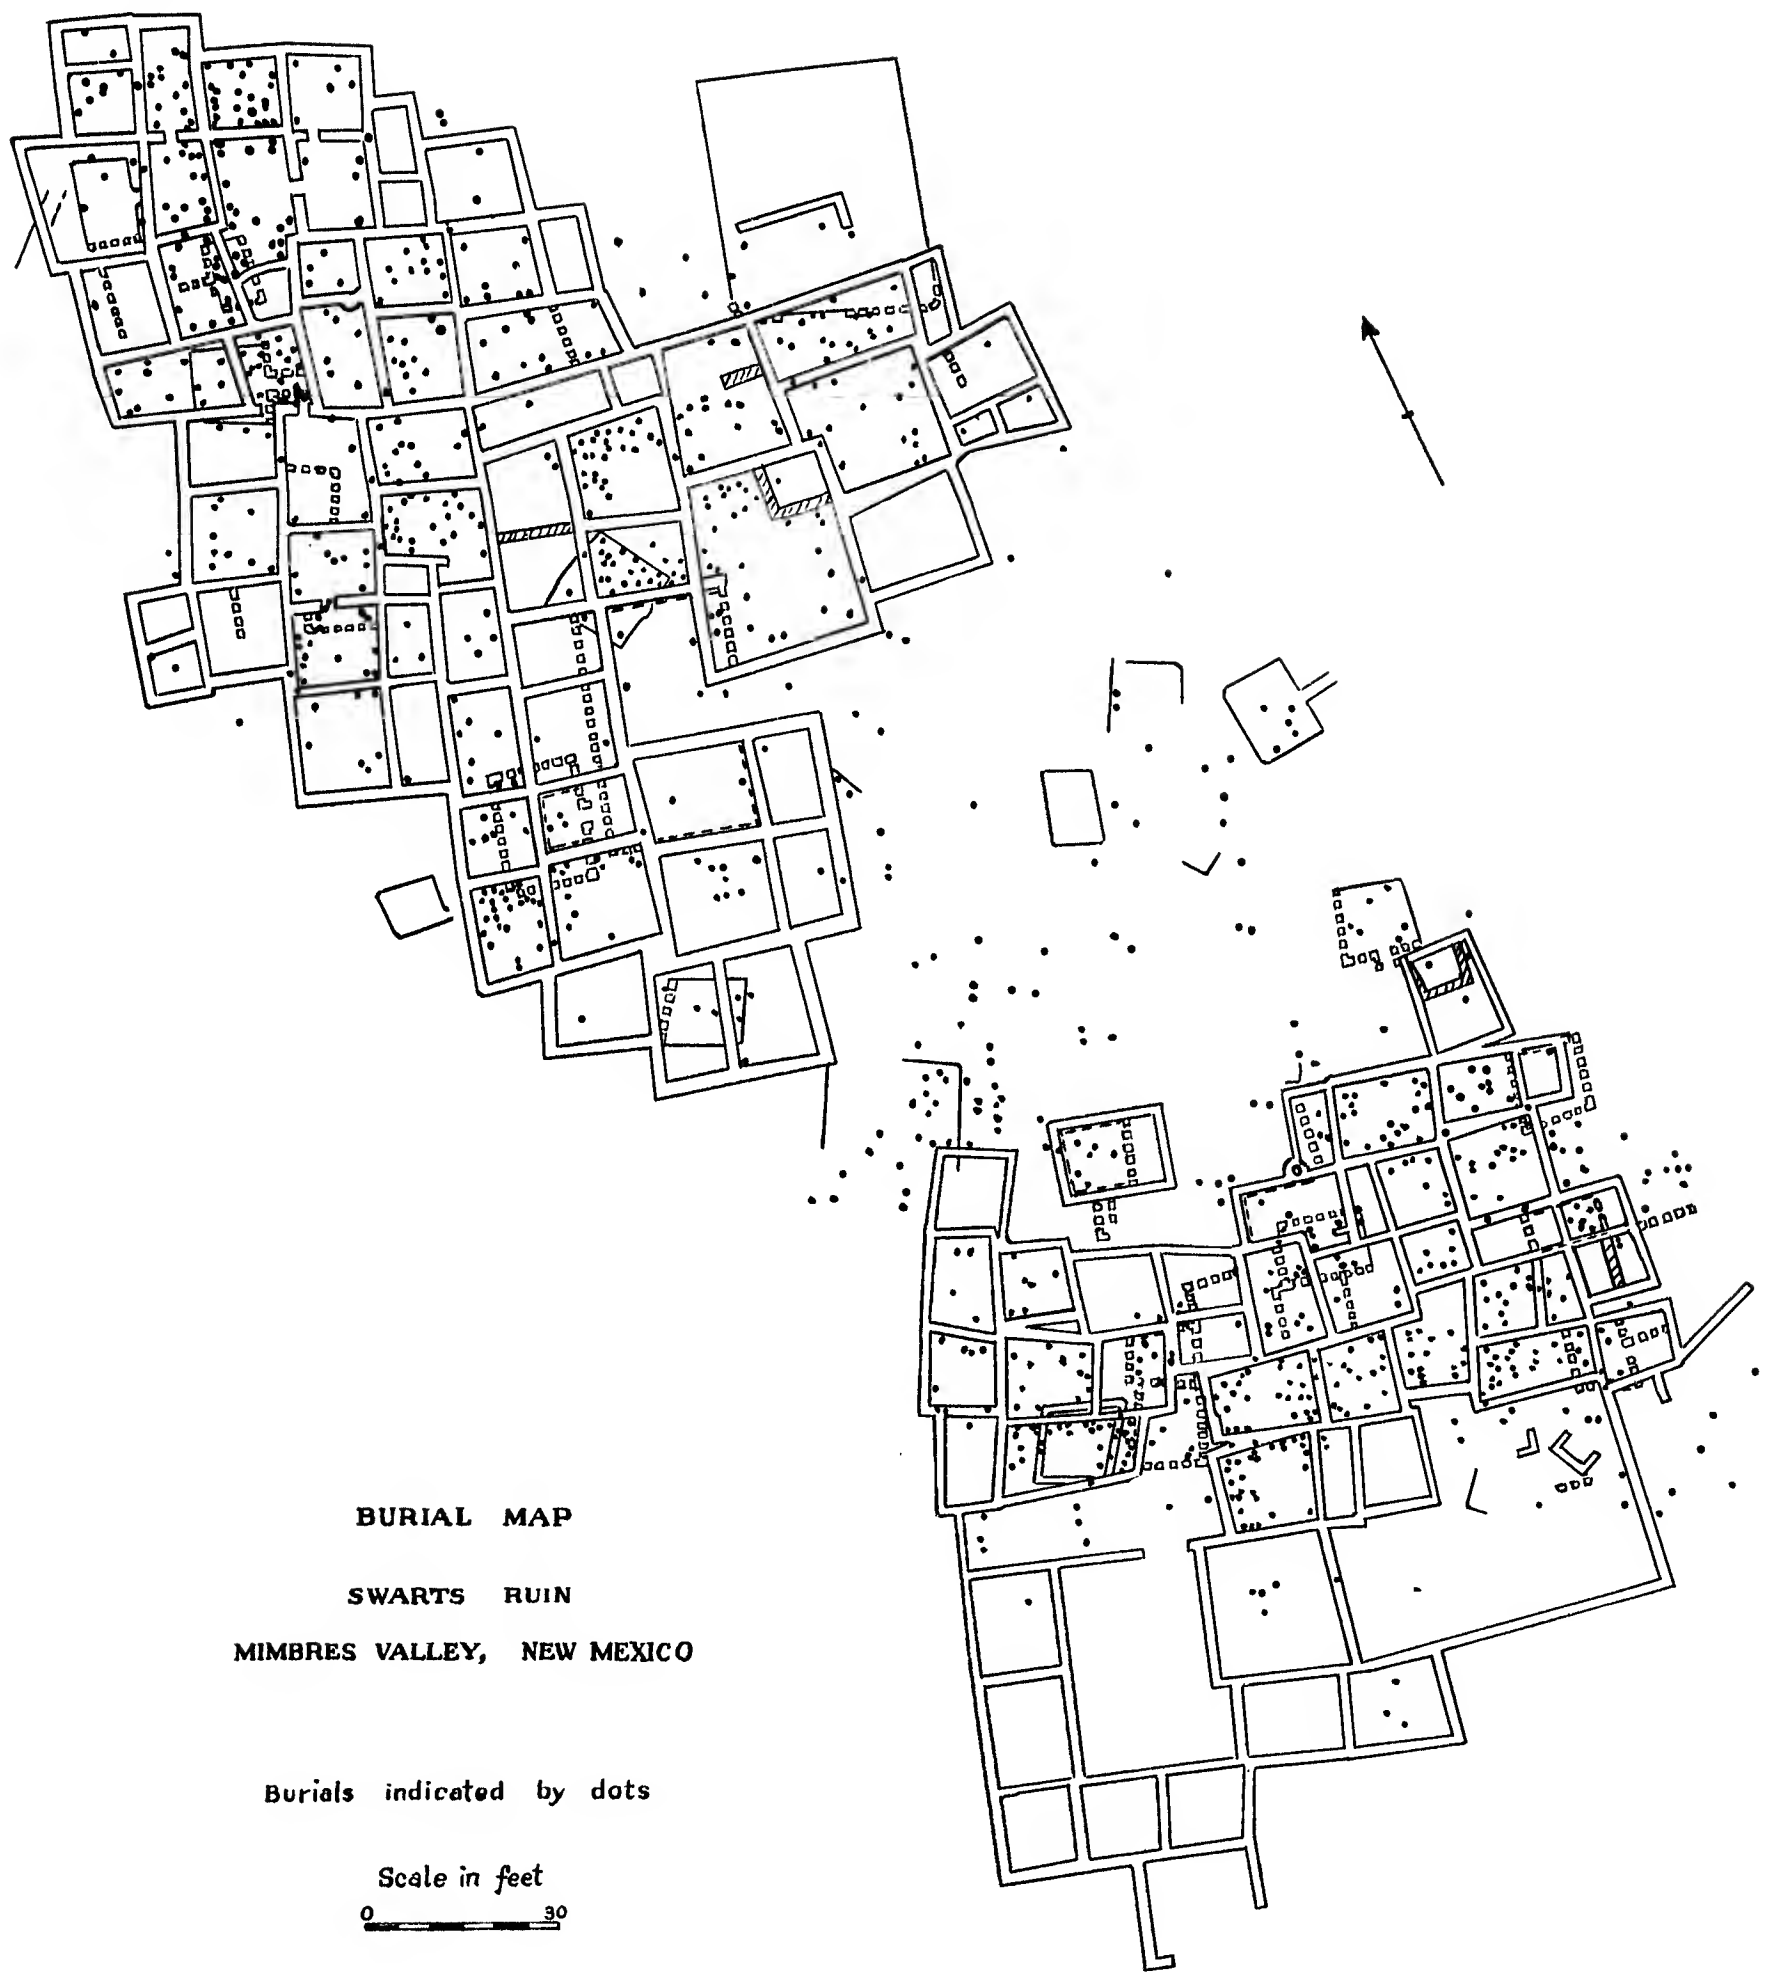 BURIAL MAP
SWARTS RUIN
MIMBRES VALLEY, NEW MEXICO
Burials indicated by dots
Scale in feet
0 30